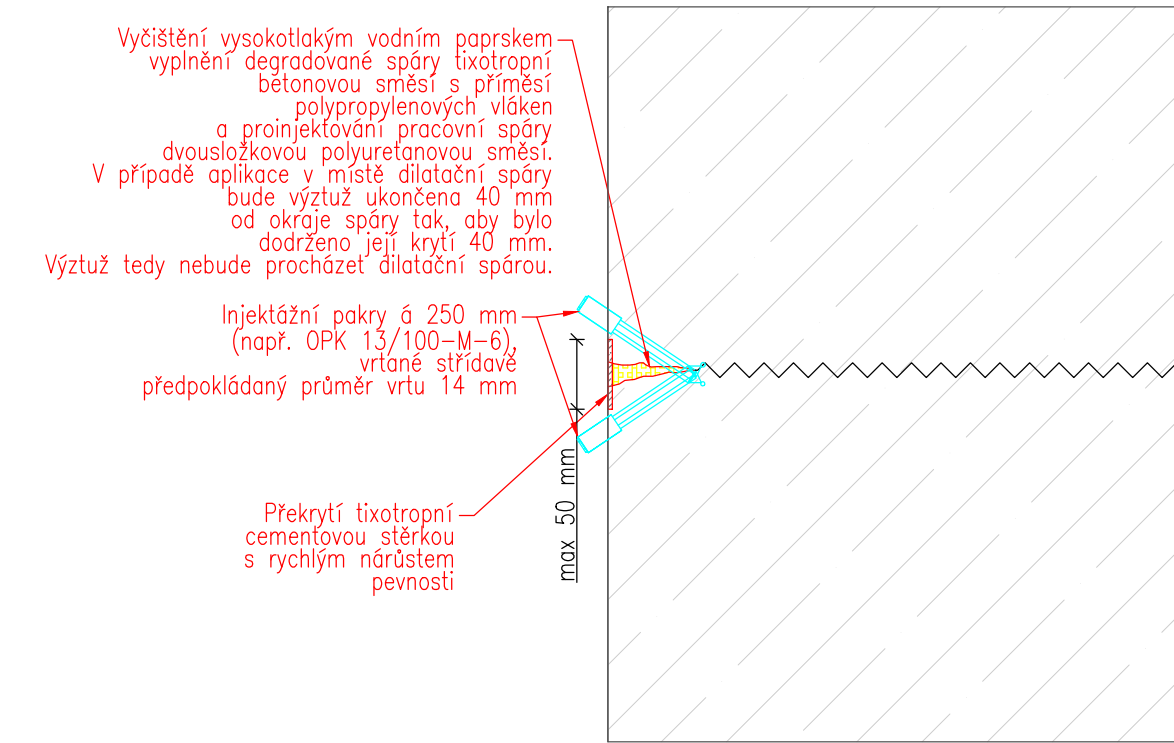 Vyčištění vysokotlakým vodním paprskem
vyplnění degradované spáry tixotropní
betonovou směsí s příměsí
polypropylenových vláken
a proinjektování pracovní spáry
dvousložkovou polyuretanovou směsí.
V případě aplikace v místě dilatační spáry
bude výztuž ukončena 40 mm
od okraje spáry tak, aby bylo
dodrženo její krytí 40 mm.
Výztuž tedy nebude procházet dilatační spárou.
Injektážní pakry á 250 mm
(např. OPK 13/100-M-6),
vrtané střídavě
předpokládaný průměr vrtu 14 mm
max 50 mm
Překrytí tixotropní
cementovou stěrkou
s rychlým nárůstem
pevnosti